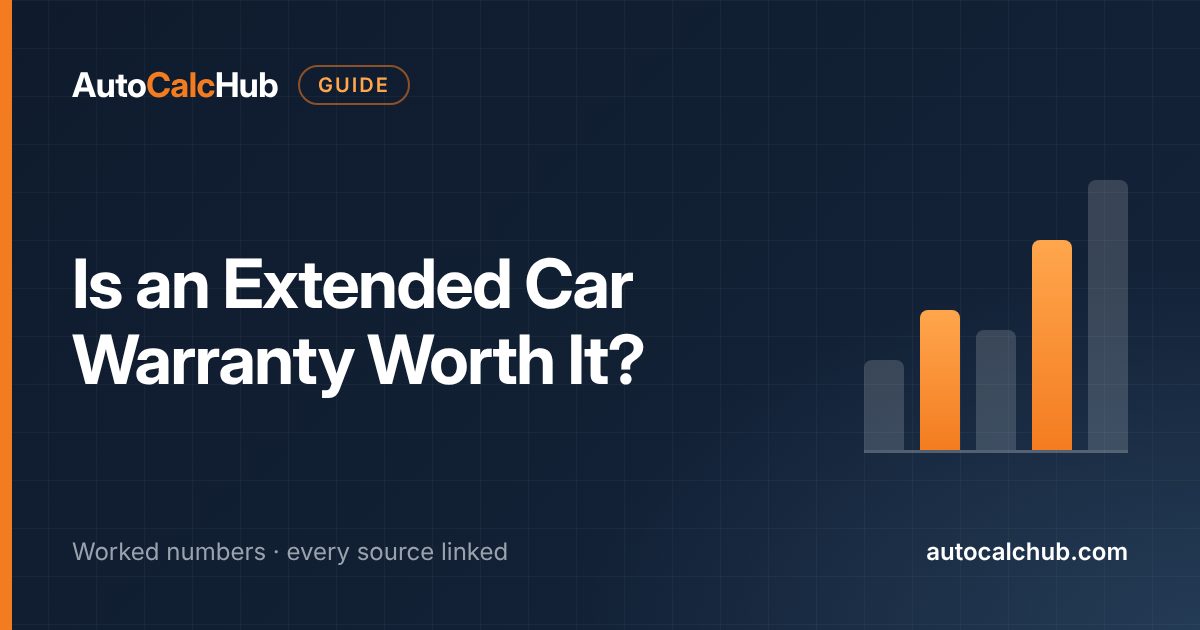 AutoCalcHub GUIDE
Is an Extended Car
Warranty Worth It?
Worked numbers · every source linked
autocalchub.com